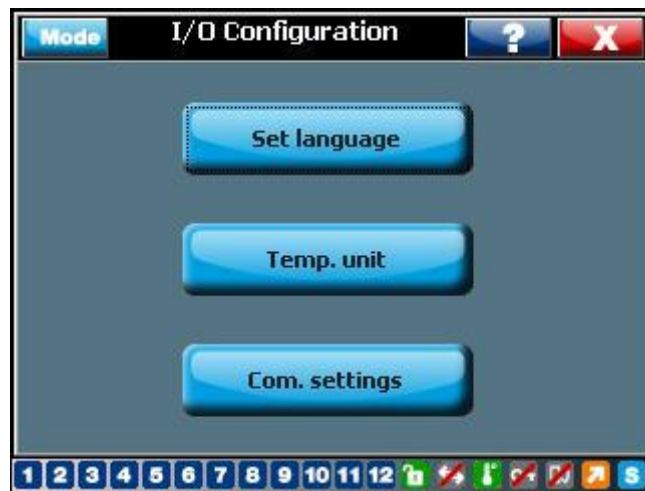 Mode I/O Configuration ? X
Set language
Temp. unit
Com. settings
1 2 3 4 5 6 7 8 9 10 11 12 S